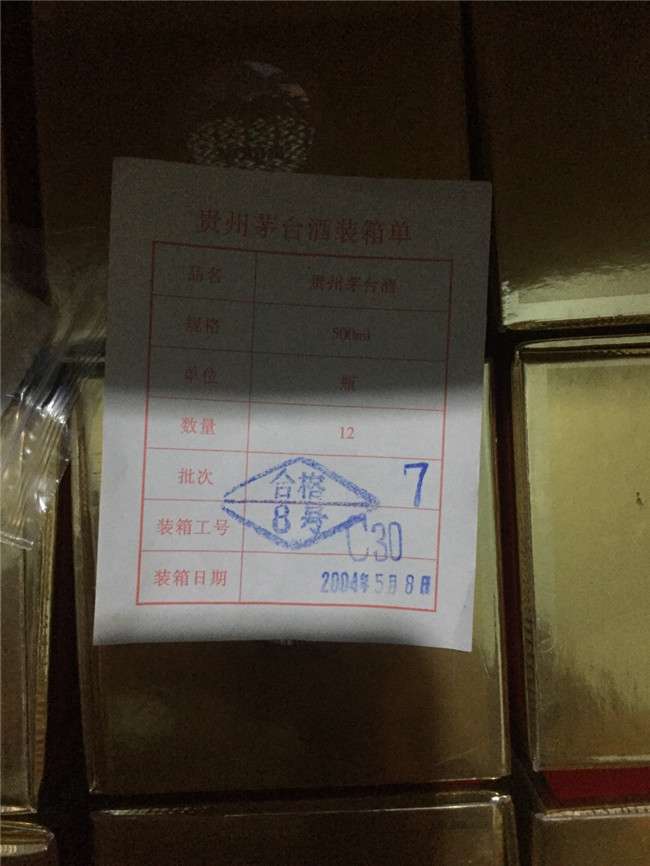 贵州茅台酒装箱单
品名 贵州茅台酒
规格 500ml
单位 瓶
数量 12
批次 7
合格
8号
装箱工号 C30
装箱日期 2004年5月8日